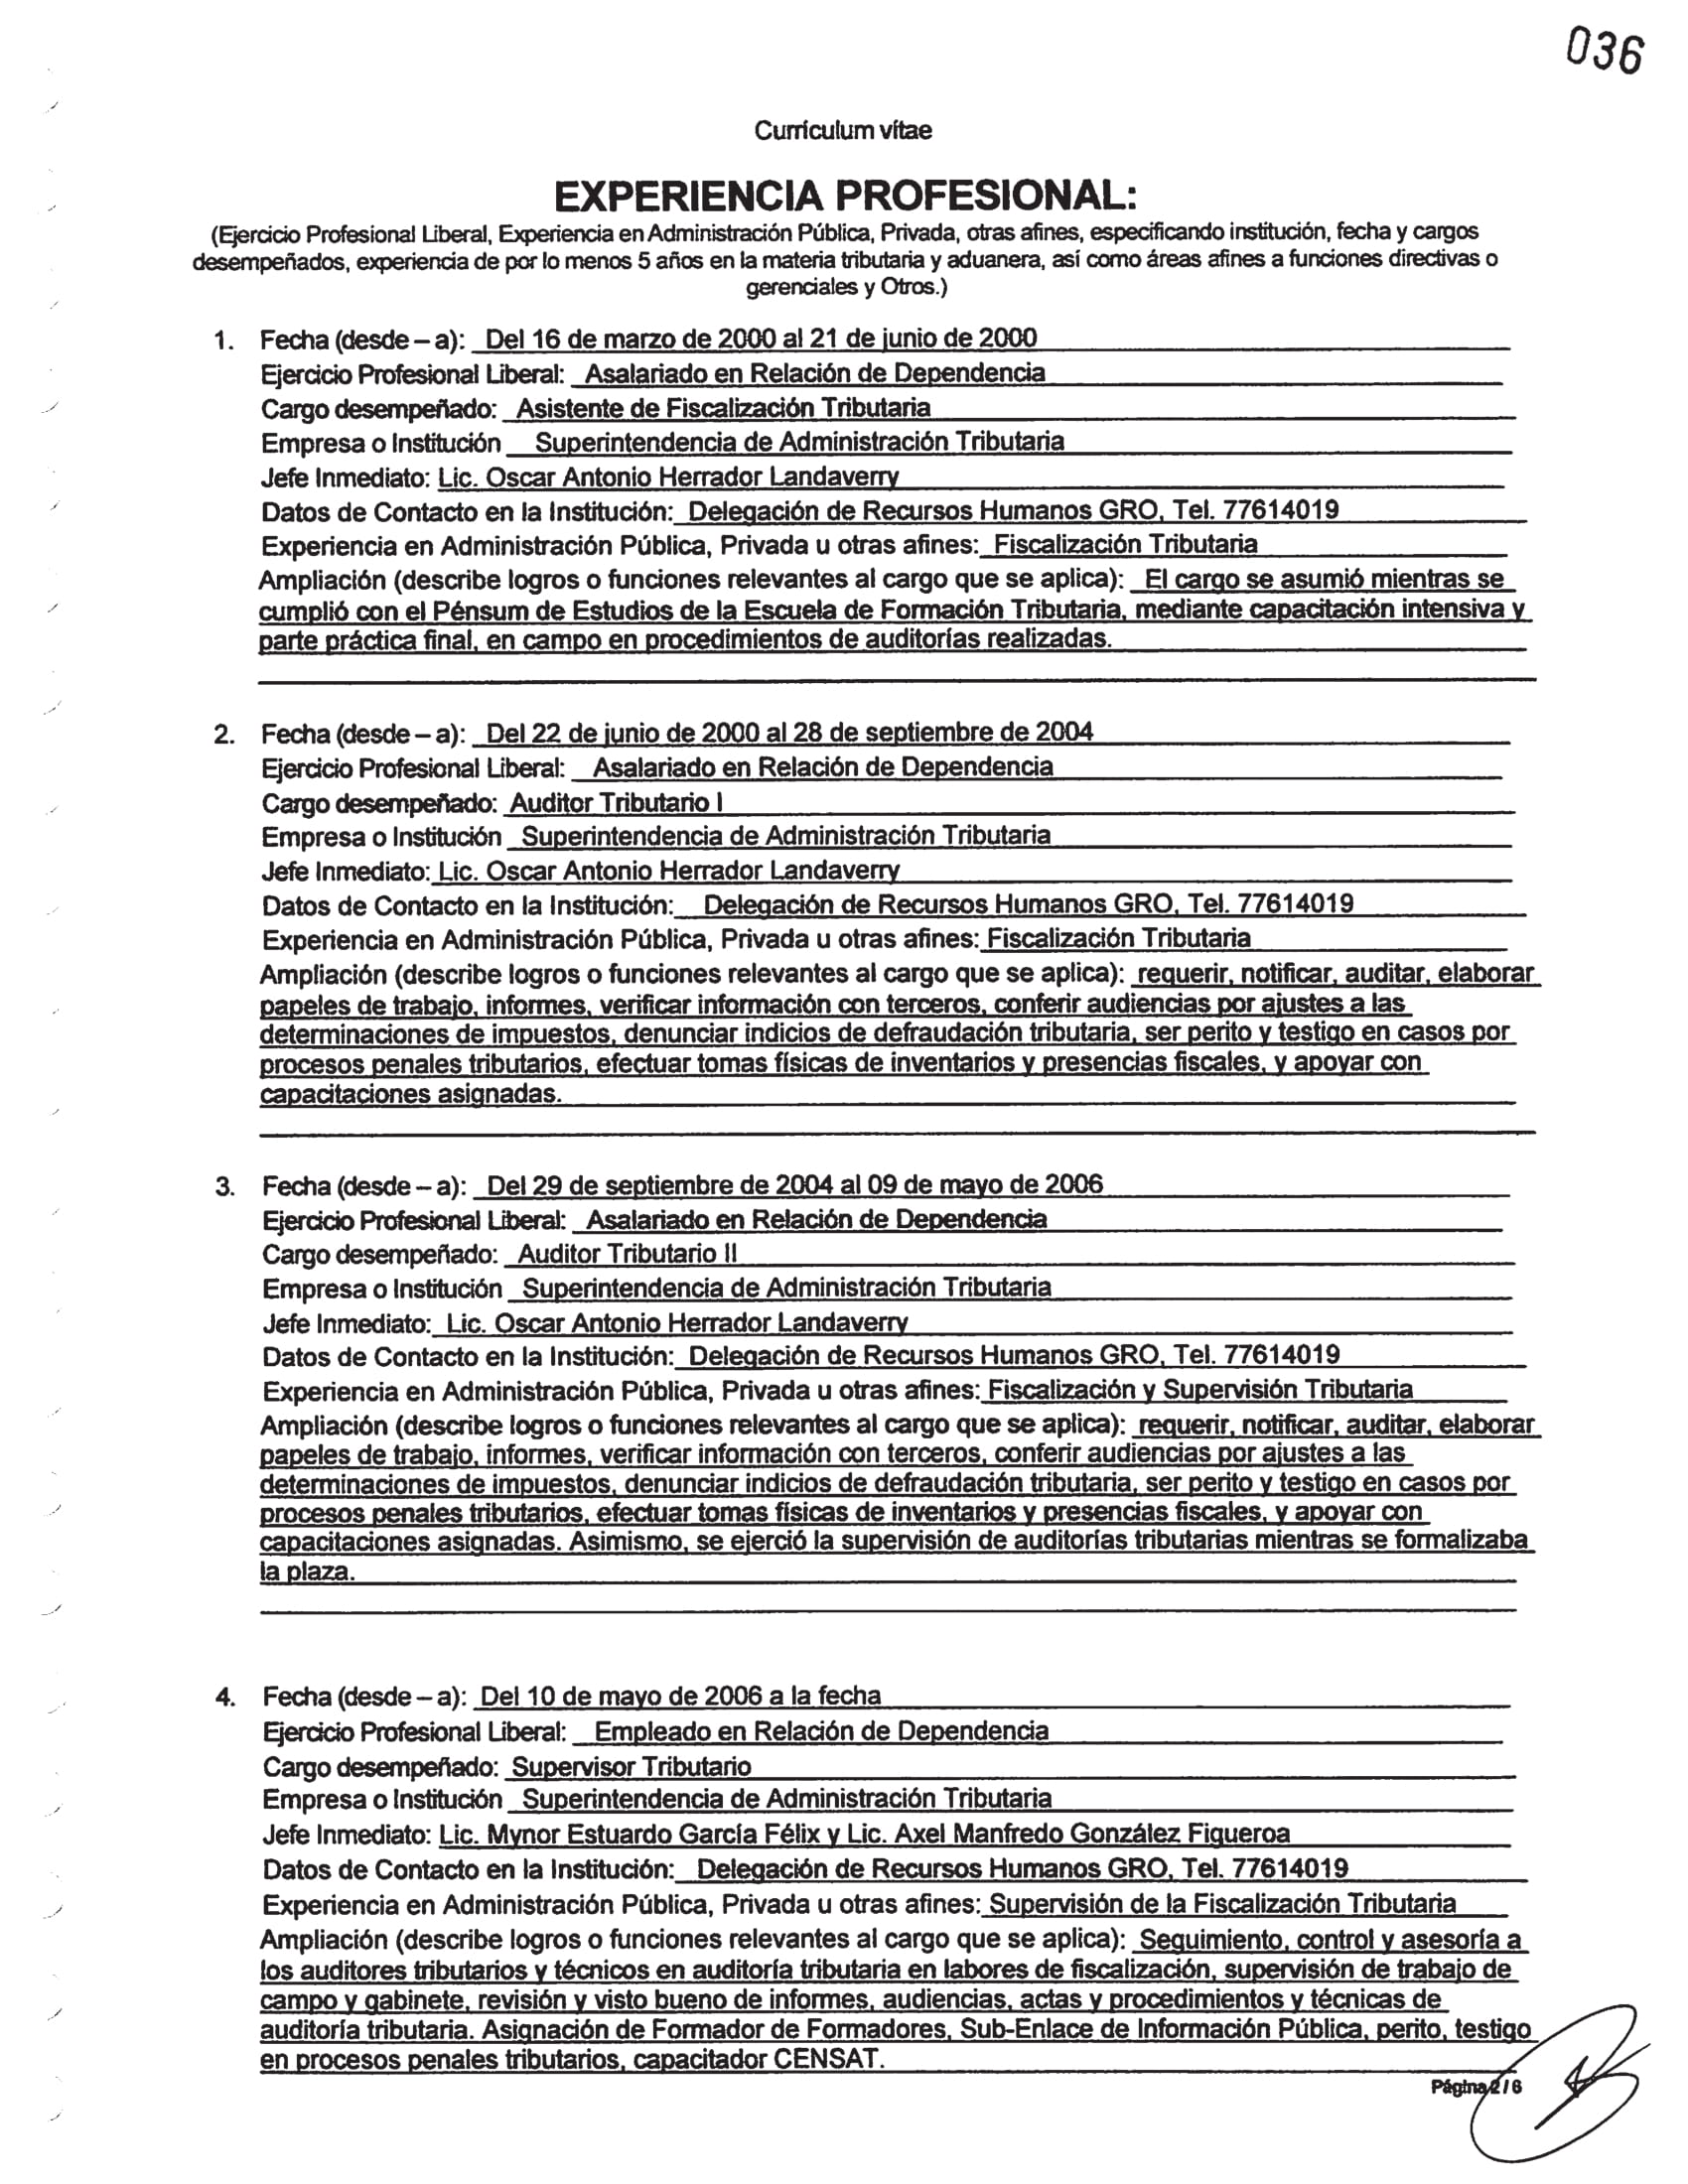 036
Currículum vítae
EXPERIENCIA PROFESIONAL:
(Ejercicio Profesional Liberal, Experiencia en Administración Pública, Privada, otras afines, especificando institución, fecha y cargos
desempeñados, experiencia de por lo menos 5 años en la materia tributaria y aduanera, así como áreas afines a funciones directivas o
gerenciales y Otros.)
1. Fecha (desde – a): Del 16 de marzo de 2000 al 21 de junio de 2000
Ejercicio Profesional Liberal: Asalariado en Relación de Dependencia
Cargo desempeñado: Asistente de Fiscalización Tributaria
Empresa o Institución Superintendencia de Administración Tributaria
Jefe Inmediato: Lic. Oscar Antonio Herrador Landaverry
Datos de Contacto en la Institución: Delegación de Recursos Humanos GRO, Tel. 77614019
Experiencia en Administración Pública, Privada u otras afines: Fiscalización Tributaria
Ampliación (describe logros o funciones relevantes al cargo que se aplica): El cargo se asumió mientras se
cumplió con el Pénsum de Estudios de la Escuela de Formación Tributaria, mediante capacitación intensiva y
parte práctica final, en campo en procedimientos de auditorías realizadas.
2. Fecha (desde – a): Del 22 de junio de 2000 al 28 de septiembre de 2004
Ejercicio Profesional Liberal: Asalariado en Relación de Dependencia
Cargo desempeñado: Auditor Tributario I
Empresa o Institución Superintendencia de Administración Tributaria
Jefe Inmediato: Lic. Oscar Antonio Herrador Landaverry
Datos de Contacto en la Institución: Delegación de Recursos Humanos GRO, Tel. 77614019
Experiencia en Administración Pública, Privada u otras afines: Fiscalización Tributaria
Ampliación (describe logros o funciones relevantes al cargo que se aplica): requerir, notificar, auditar, elaborar
papeles de trabajo, informes, verificar información con terceros, conferir audiencias por ajustes a las
determinaciones de impuestos, denunciar indicios de defraudación tributaria, ser perito y testigo en casos por
procesos penales tributarios, efectuar tomas físicas de inventarios y presencias fiscales, y apoyar con
capacitaciones asignadas.
3. Fecha (desde – a): Del 29 de septiembre de 2004 al 09 de mayo de 2006
Ejercicio Profesional Liberal: Asalariado en Relación de Dependencia
Cargo desempeñado: Auditor Tributario II
Empresa o Institución Superintendencia de Administración Tributaria
Jefe Inmediato: Lic. Oscar Antonio Herrador Landaverry
Datos de Contacto en la Institución: Delegación de Recursos Humanos GRO, Tel. 77614019
Experiencia en Administración Pública, Privada u otras afines: Fiscalización y Supervisión Tributaria
Ampliación (describe logros o funciones relevantes al cargo que se aplica): requerir, notificar, auditar, elaborar
papeles de trabajo, informes, verificar información con terceros, conferir audiencias por ajustes a las
determinaciones de impuestos, denunciar indicios de defraudación tributaria, ser perito y testigo en casos por
procesos penales tributarios, efectuar tomas físicas de inventarios y presencias fiscales, y apoyar con
capacitaciones asignadas. Asimismo, se ejerció la supervisión de auditorías tributarias mientras se formalizaba
la plaza.
4. Fecha (desde – a): Del 10 de mayo de 2006 a la fecha
Ejercicio Profesional Liberal: Empleado en Relación de Dependencia
Cargo desempeñado: Supervisor Tributario
Empresa o Institución Superintendencia de Administración Tributaria
Jefe Inmediato: Lic. Mynor Estuardo García Félix y Lic. Axel Manfredo González Figueroa
Datos de Contacto en la Institución: Delegación de Recursos Humanos GRO, Tel. 77614019
Experiencia en Administración Pública, Privada u otras afines: Supervisión de la Fiscalización Tributaria
Ampliación (describe logros o funciones relevantes al cargo que se aplica): Seguimiento, control y asesoría a
los auditores tributarios y técnicos en auditoría tributaria en labores de fiscalización, supervisión de trabajo de
campo y gabinete, revisión y visto bueno de informes, audiencias, actas y procedimientos y técnicas de
auditoría tributaria. Asignación de Formador de Formadores, Sub-Enlace de Información Pública, perito, testigo
en procesos penales tributarios, capacitador CENSAT.
Página 2 / 6